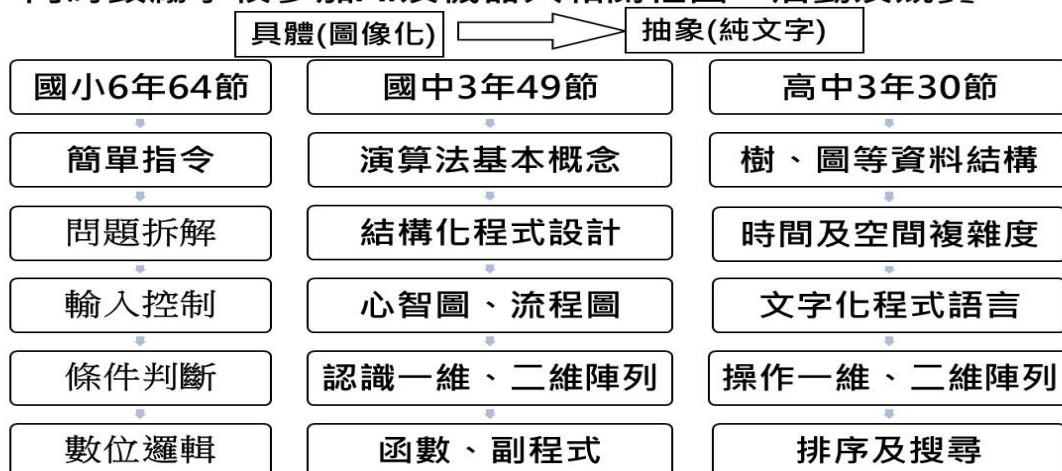 具體(圖像化)
抽象(純文字)
國小6年64節
國中3年49節
高中3年30節
簡單指令
演算法基本概念
樹、圖等資料結構
問題拆解
結構化程式設計
時間及空間複雜度
輸入控制
心智圖、流程圖
文字化程式語言
條件判斷
認識一維、二維陣列
操作一維、二維陣列
數位邏輯
函數、副程式
排序及搜尋